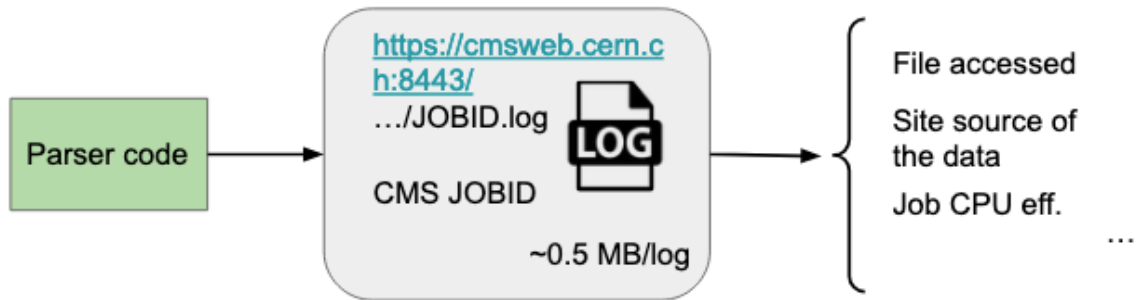 Parser code
https://cmsweb.cern.c
h:8443/
…/JOBID.log
LOG
CMS JOBID
~0.5 MB/log
File accessed
Site source of
the data
Job CPU eff.
…